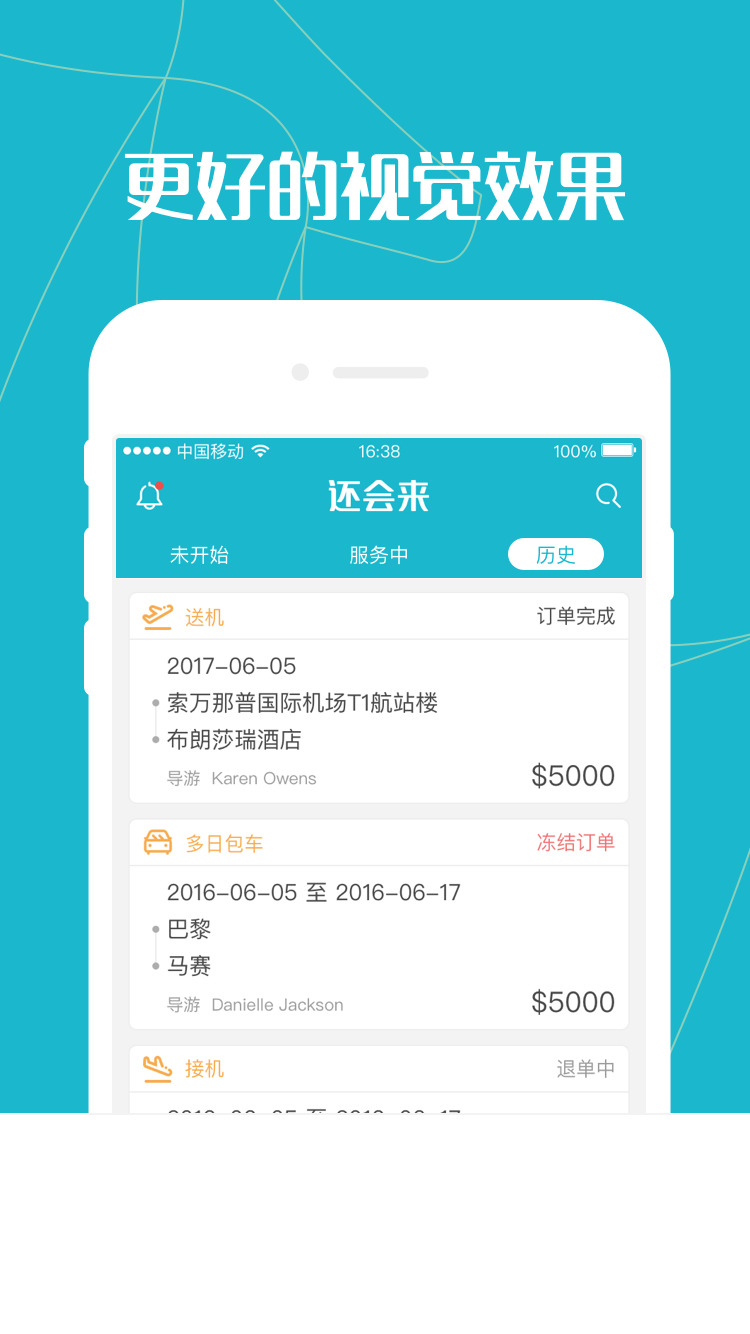 更好的视觉效果
中国移动 16:38 100%
还会来
未开始 服务中 历史
送机 订单完成
2017-06-05
索万那普国际机场T1航站楼
布朗莎瑞酒店
导游 Karen Owens $5000
多日包车 冻结订单
2016-06-05 至 2016-06-17
巴黎
马赛
导游 Danielle Jackson $5000
接机 退单中